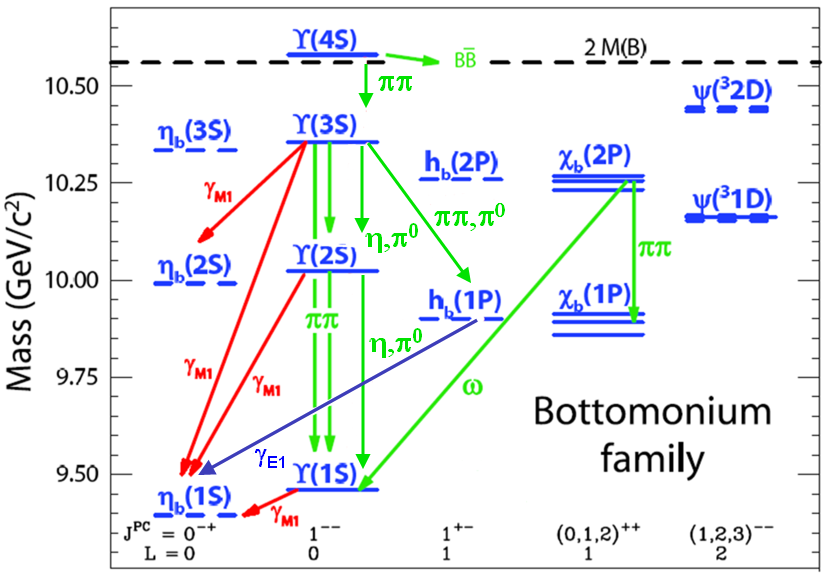 ϒ(4S)
BB̄
2 M(B)
10.50
ππ
ψ(³2D)
η_b(3S)
ϒ(3S)
h_b(2P)
χ_b(2P)
10.25
γ_M1
ππ,π⁰
ψ(³1D)
η,π⁰
η_b(2S)
ϒ(2S)
ππ
10.00
h_b(1P)
χ_b(1P)
ππ
η,π⁰
Mass (GeV/c²)
9.75
γ_M1
γ_M1
ω
Bottomonium
family
γ_E1
9.50
η_b(1S)
ϒ(1S)
γ_M1
J^PC = 0⁻⁺ 1⁻⁻ 1⁺⁻ (0,1,2)⁺⁺ (1,2,3)⁻⁻
L = 0 0 1 1 2